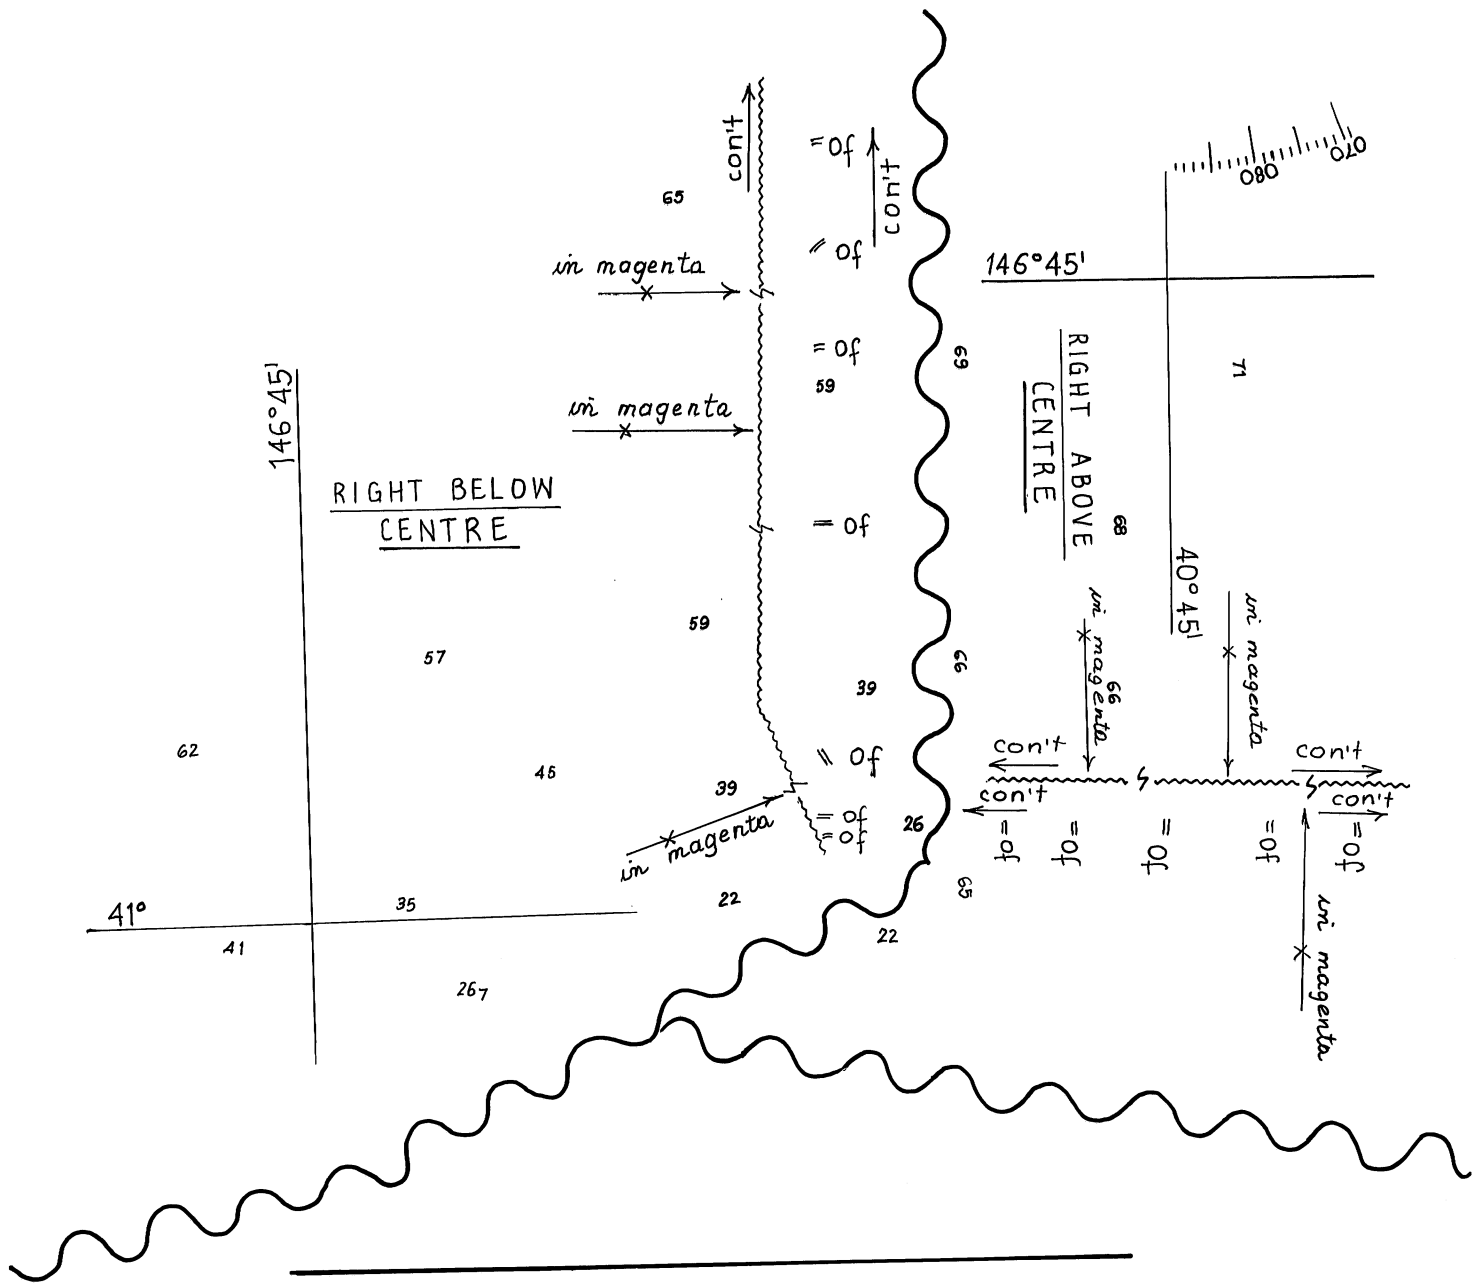 con't
= of
con't
65
in magenta
= of
in magenta
= of
59
146°45'
RIGHT BELOW
CENTRE
= of
59
57
39
62
45
= of
39
in magenta
= of
= of
26
22
41°
35
41
22
267
080
070
146°45'
69
71
RIGHT ABOVE
CENTRE
68
40°45'
in magenta
in magenta
66
66
con't
con't
con't
con't
= of
= of
= of
= of
= of
65
in magenta